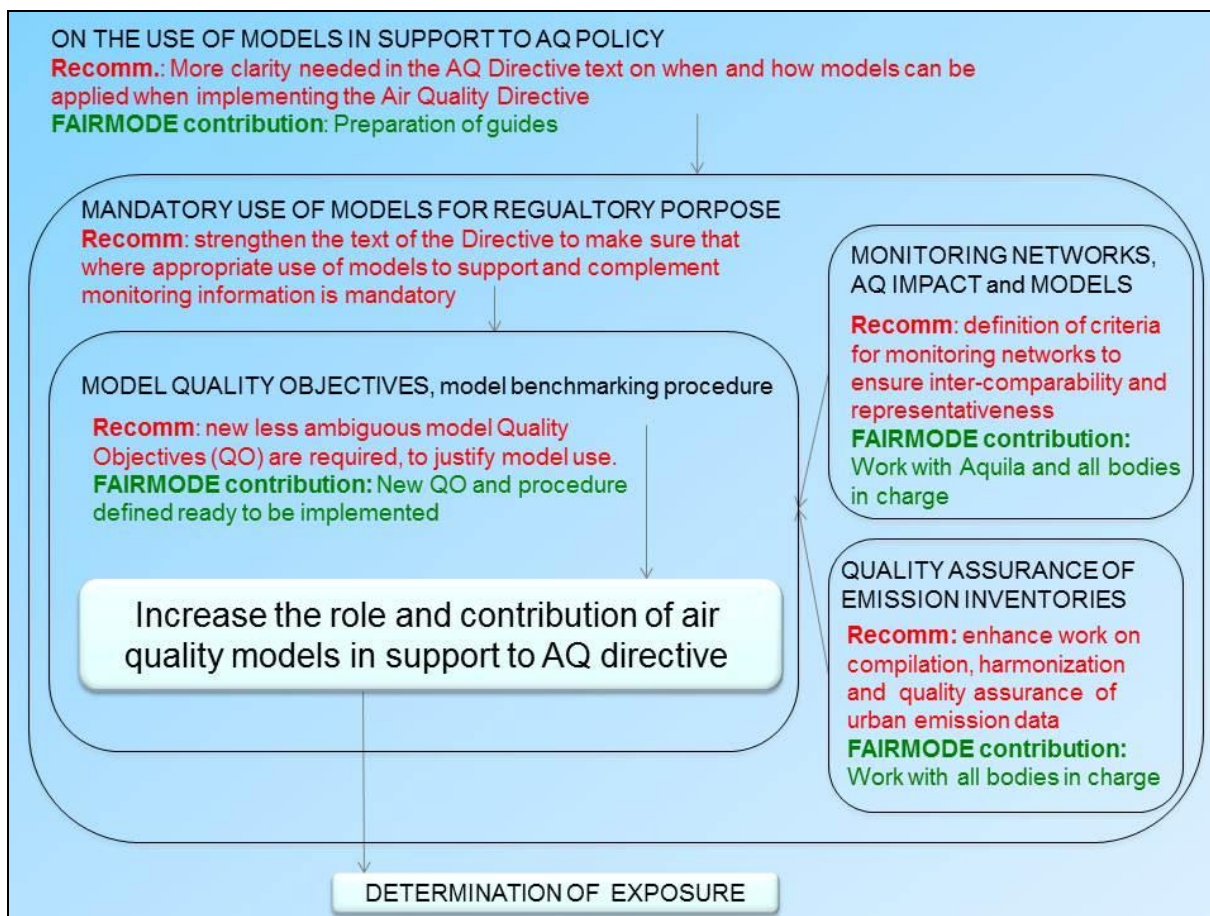 ON THE USE OF MODELS IN SUPPORT TO AQ POLICY
Recomm.: More clarity needed in the AQ Directive text on when and how models can be
applied when implementing the Air Quality Directive
FAIRMODE contribution: Preparation of guides
MANDATORY USE OF MODELS FOR REGUALTORY PORPOSE
Recomm: strengthen the text of the Directive to make sure that
where appropriate use of models to support and complement
monitoring information is mandatory
MODEL QUALITY OBJECTIVES, model benchmarking procedure
Recomm: new less ambiguous model Quality
Objectives (QO) are required, to justify model use.
FAIRMODE contribution: New QO and procedure
defined ready to be implemented
Increase the role and contribution of air
quality models in support to AQ directive
MONITORING NETWORKS,
AQ IMPACT and MODELS
Recomm: definition of criteria
for monitoring networks to
ensure inter-comparability and
representativeness
FAIRMODE contribution:
Work with Aquila and all bodies
in charge
QUALITY ASSURANCE OF
EMISSION INVENTORIES
Recomm: enhance work on
compilation, harmonization
and quality assurance of
urban emission data
FAIRMODE contribution:
Work with all bodies in charge
DETERMINATION OF EXPOSURE